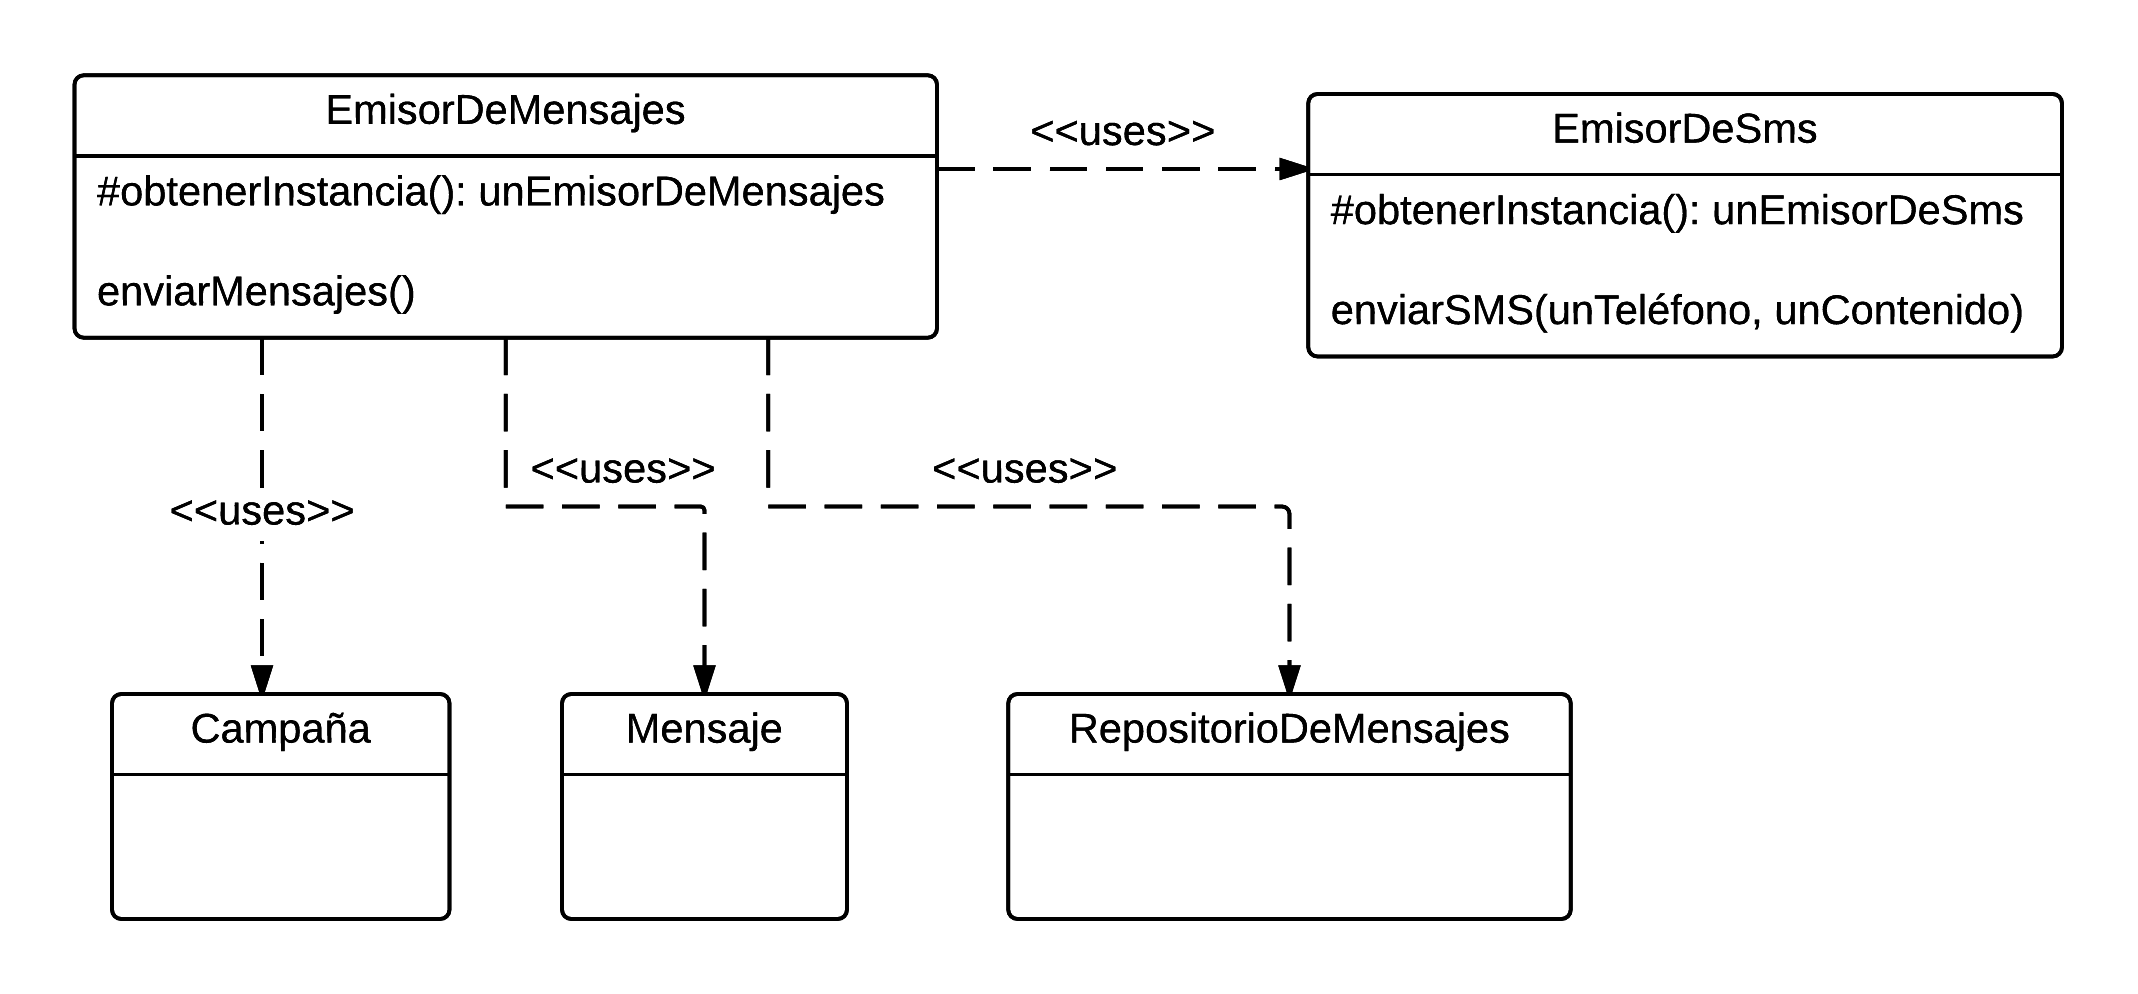 EmisorDeMensajes
#obtenerInstancia(): unEmisorDeMensajes
enviarMensajes()
<<uses>>
EmisorDeSms
#obtenerInstancia(): unEmisorDeSms
enviarSMS(unTeléfono, unContenido)
<<uses>>
<<uses>>
<<uses>>
Campaña
Mensaje
RepositorioDeMensajes